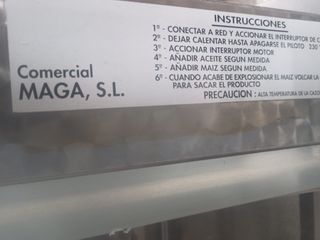 INSTRUCCIONES
1º - CONECTAR A RED Y ACCIONAR EL INTERRUPTOR DE C
2º - DEJAR CALENTAR HASTA APAGARSE EL PILOTO 230
3º - ACCIONAR INTERRUPTOR MOTOR
4º - AÑADIR ACEITE SEGUN MEDIDA
5º - AÑADIR MAIZ SEGUN MEDIDA
6º - CUANDO ACABE DE EXPLOSIONAR EL MAIZ VOLCAR LA
PARA SACAR EL PRODUCTO
PRECAUCION: ALTA TEMPERATURA DE LA CAZO
Comercial
MAGA, S.L.